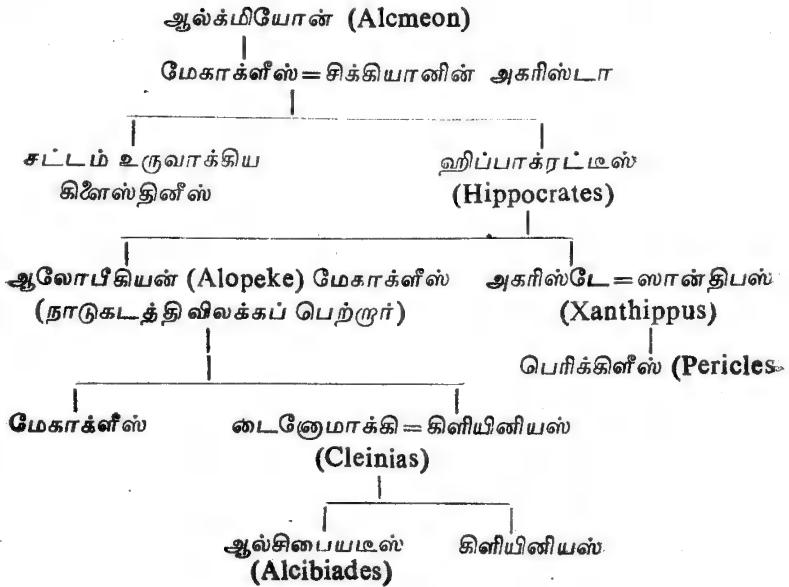 ஆல்க்மியோன் (Alcmeon)
மேகாக்ளீஸ் = சிக்கியானின் அகரிஸ்டா
சட்டம் உருவாக்கிய ஹிப்பாக்ரட்டீஸ்
கிளைஸ்தினீஸ் (Hippocrates)
ஆலோபீகியன் (Alopeke) மேகாக்ளீஸ் அகரிஸ்டே = ஸான்திபஸ்
(நாடுகடத்தி விலக்கப் பெற்றார்) (Xanthippus)
பெரிக்கிளீஸ் (Pericles
மேகாக்ளீஸ் டைனோமாக்கி = கிளியினியஸ்
(Cleinias)
ஆல்சிபையடீஸ் கிளியினியஸ்
(Alcibiades)